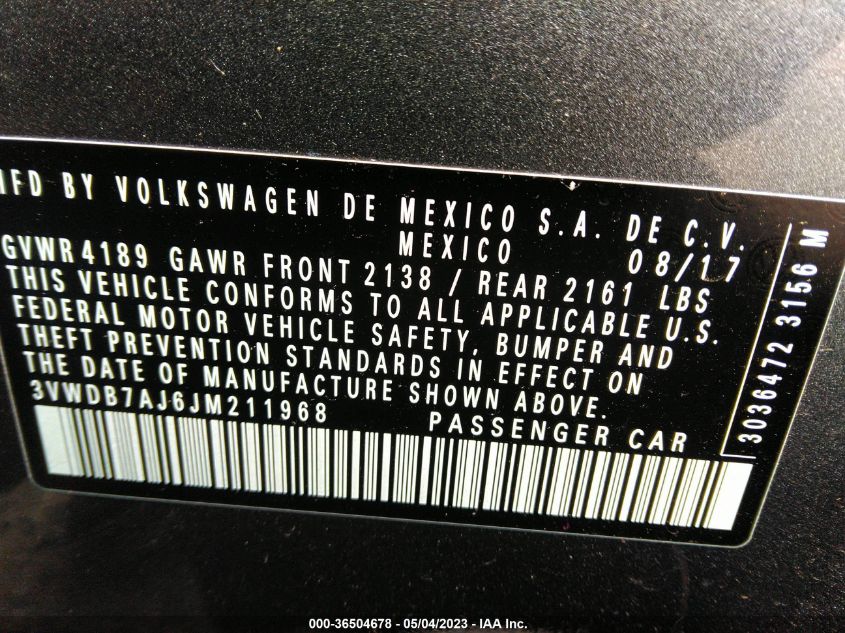 MFD BY VOLKSWAGEN DE MEXICO S.A. DE C.V.
MEXICO 08/17
GVWR 4189 GAWR FRONT 2138 / REAR 2161 LBS
THIS VEHICLE CONFORMS TO ALL APPLICABLE U.S.
FEDERAL MOTOR VEHICLE SAFETY, BUMPER AND
THEFT PREVENTION STANDARDS IN EFFECT ON
THE DATE OF MANUFACTURE SHOWN ABOVE.
3VWDB7AJ6JM211968 PASSENGER CAR
3036472 3156 M
000-36504678 - 05/04/2023 - IAA Inc.